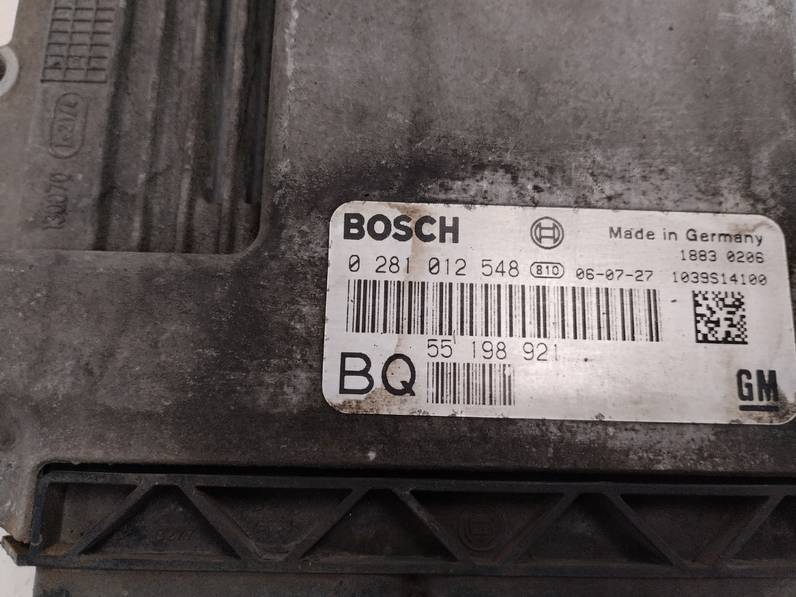 BOSCH Made in Germany
1883 0206
0 281 012 548 810 06-07-27 1039S14100
55 198 921
BQ
GM